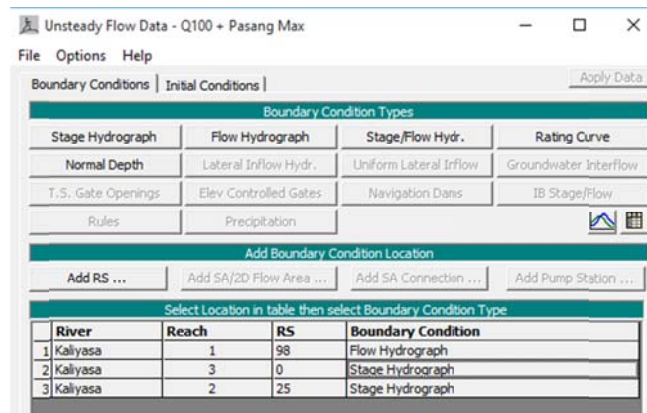 Unsteady Flow Data - Q100 + Pasang Max
File Options Help
Boundary Conditions Initial Conditions Apply Data
Boundary Condition Types
Stage Hydrograph Flow Hydrograph Stage/Flow Hydr. Rating Curve
Normal Depth Lateral Inflow Hydr. Uniform Lateral Inflow Groundwater Interflow
T.S. Gate Openings Elev Controlled Gates Navigation Dams IB Stage/Flow
Rules Precipitation
Add Boundary Condition Location
Add RS ... Add SA/2D Flow Area ... Add SA Connection ... Add Pump Station ...
Select Location in table then select Boundary Condition Type
River Reach RS Boundary Condition
1 Kaliyasa 1 98 Flow Hydrograph
2 Kaliyasa 3 0 Stage Hydrograph
3 Kaliyasa 2 25 Stage Hydrograph